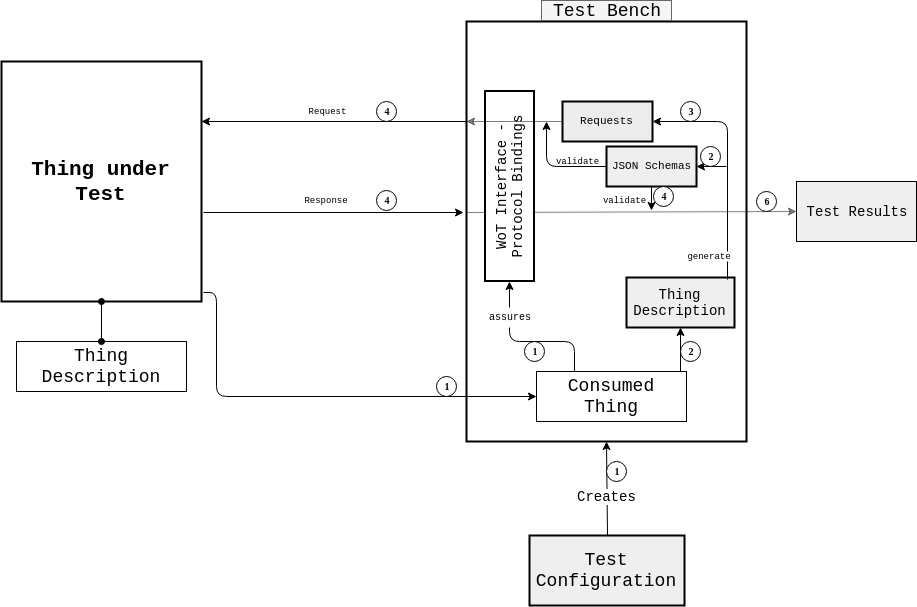 Test Bench
Thing under
Test
Request
4
Requests
3
WoT Interface -
Protocol Bindings
validate
JSON Schemas
2
Response
4
validate
4
6
Test Results
generate
Thing
Description
assures
1
2
Thing
Description
1
Consumed
Thing
1
Creates
Test
Configuration